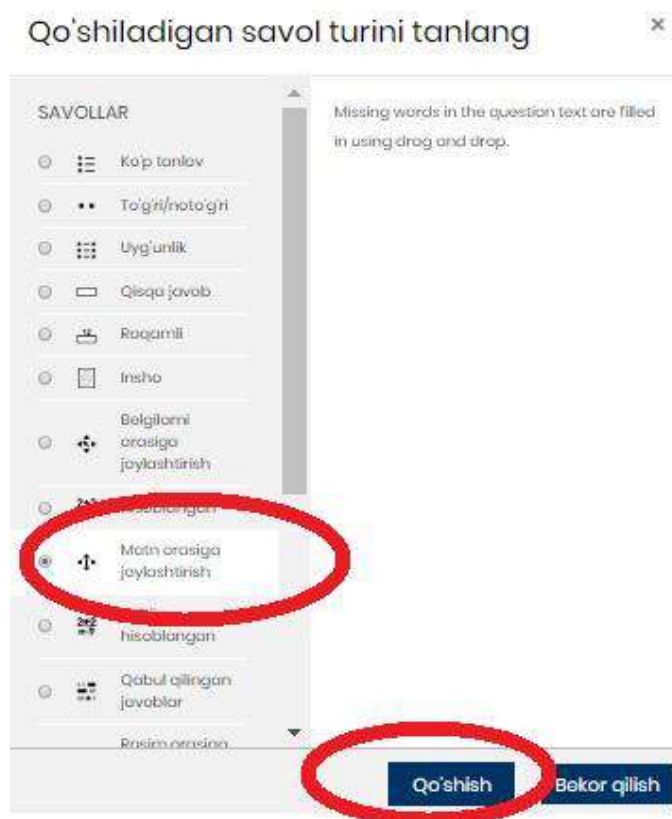 Qo'shiladigan savol turini tanlang
×
SAVOLLAR
Ko'p tanlov
To'g'ri/noto'g'ri
Uyg'unlik
Qisqa javob
Raqamli
Insho
Belgilarni
orasiga
joylashtirish
Matn orasiga
joylashtirish
hisoblangan
Qabul qilingan
javoblar
Rasim orasiga
Missing words in the question text are filled
in using drag and drop.
Qo'shish
Bekor qilish